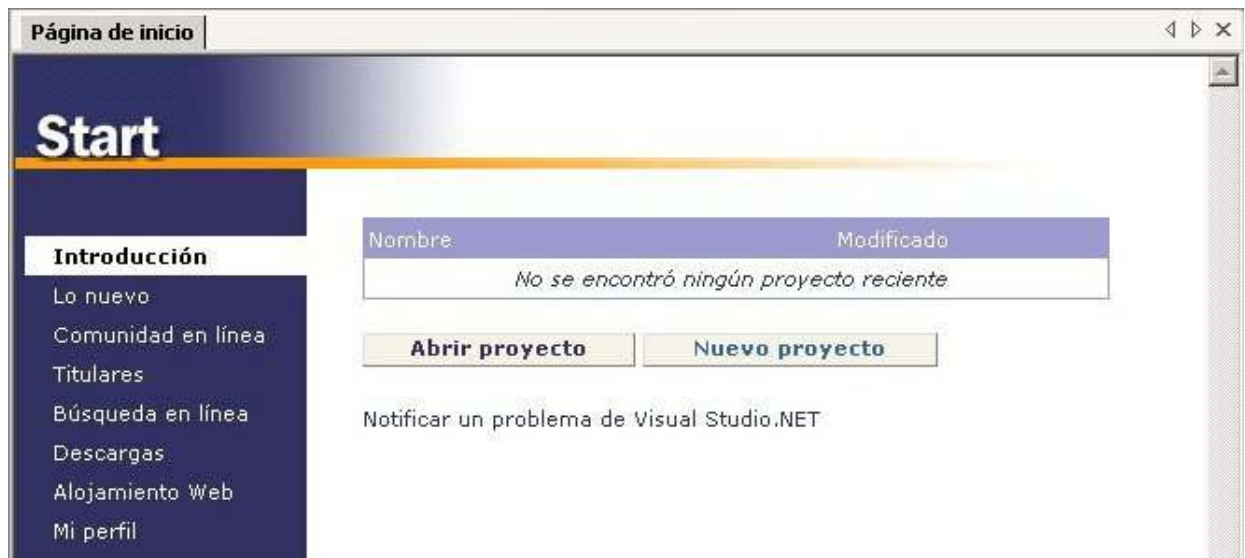 Página de inicio
Start
Introducción
Lo nuevo
Comunidad en línea
Titulares
Búsqueda en línea
Descargas
Alojamiento Web
Mi perfil
Nombre Modificado
No se encontró ningún proyecto reciente
Abrir proyecto Nuevo proyecto
Notificar un problema de Visual Studio.NET